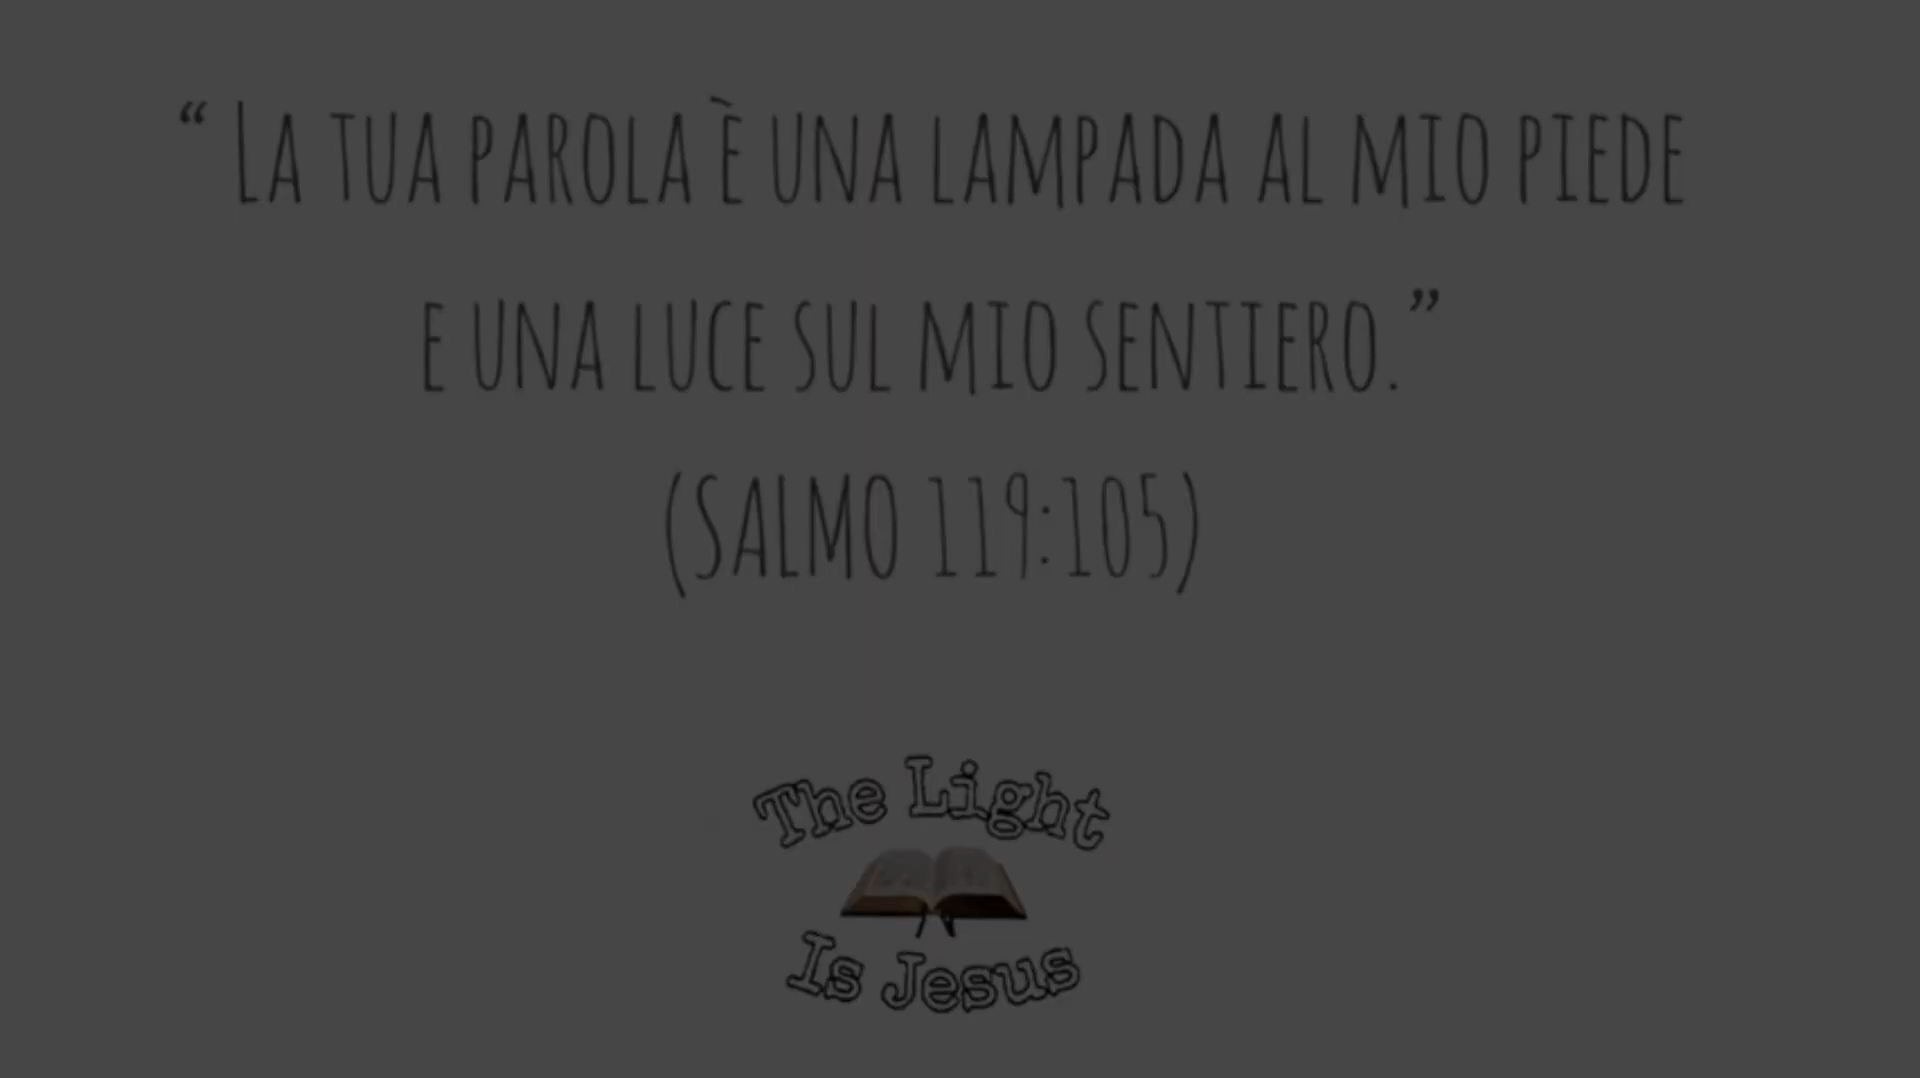 “ La tua parola è una lampada al mio piede
e una luce sul mio sentiero.”
(SALMO 119:105)
The Light
Is Jesus